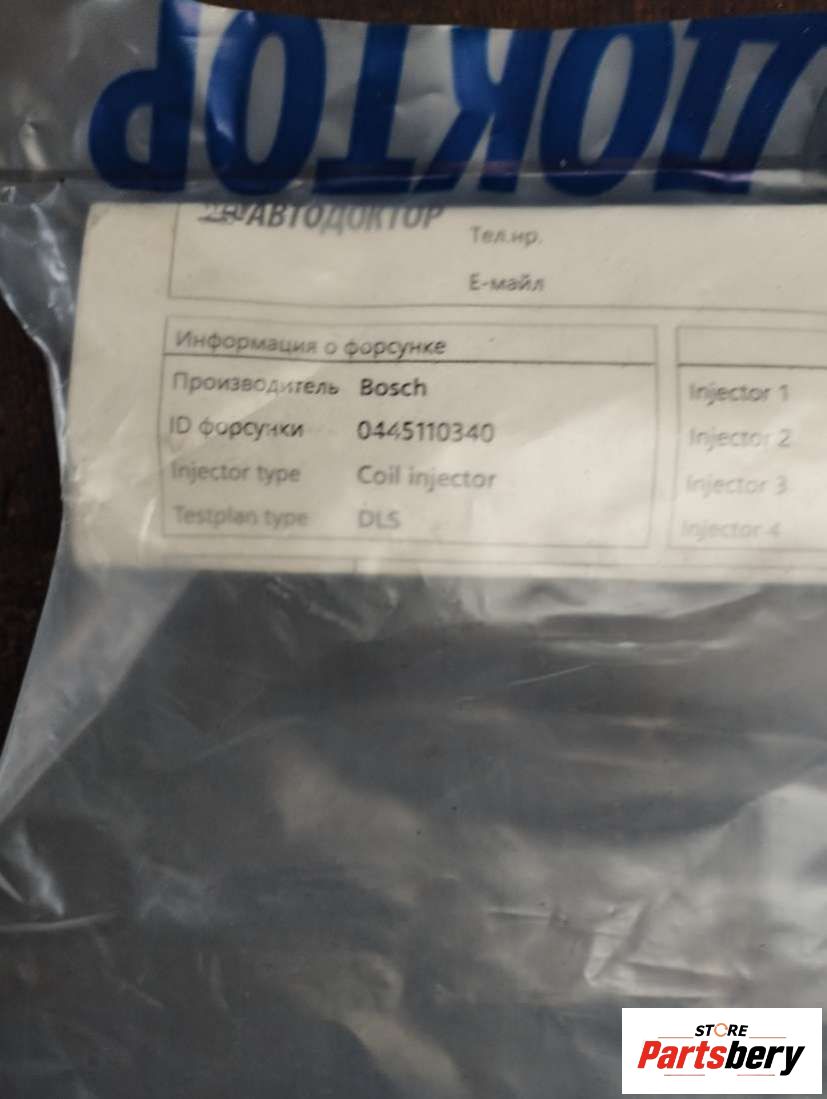 ДОКТОР
АВТОДОКТОР
Тел.нр.
Е-майл
Информация о форсунке
Производитель Bosch
ID форсунки 0445110340
Injector type Coil injector
Testplan type DLS
Injector 1
Injector 2
Injector 3
Injector 4
STORE
Partsbery